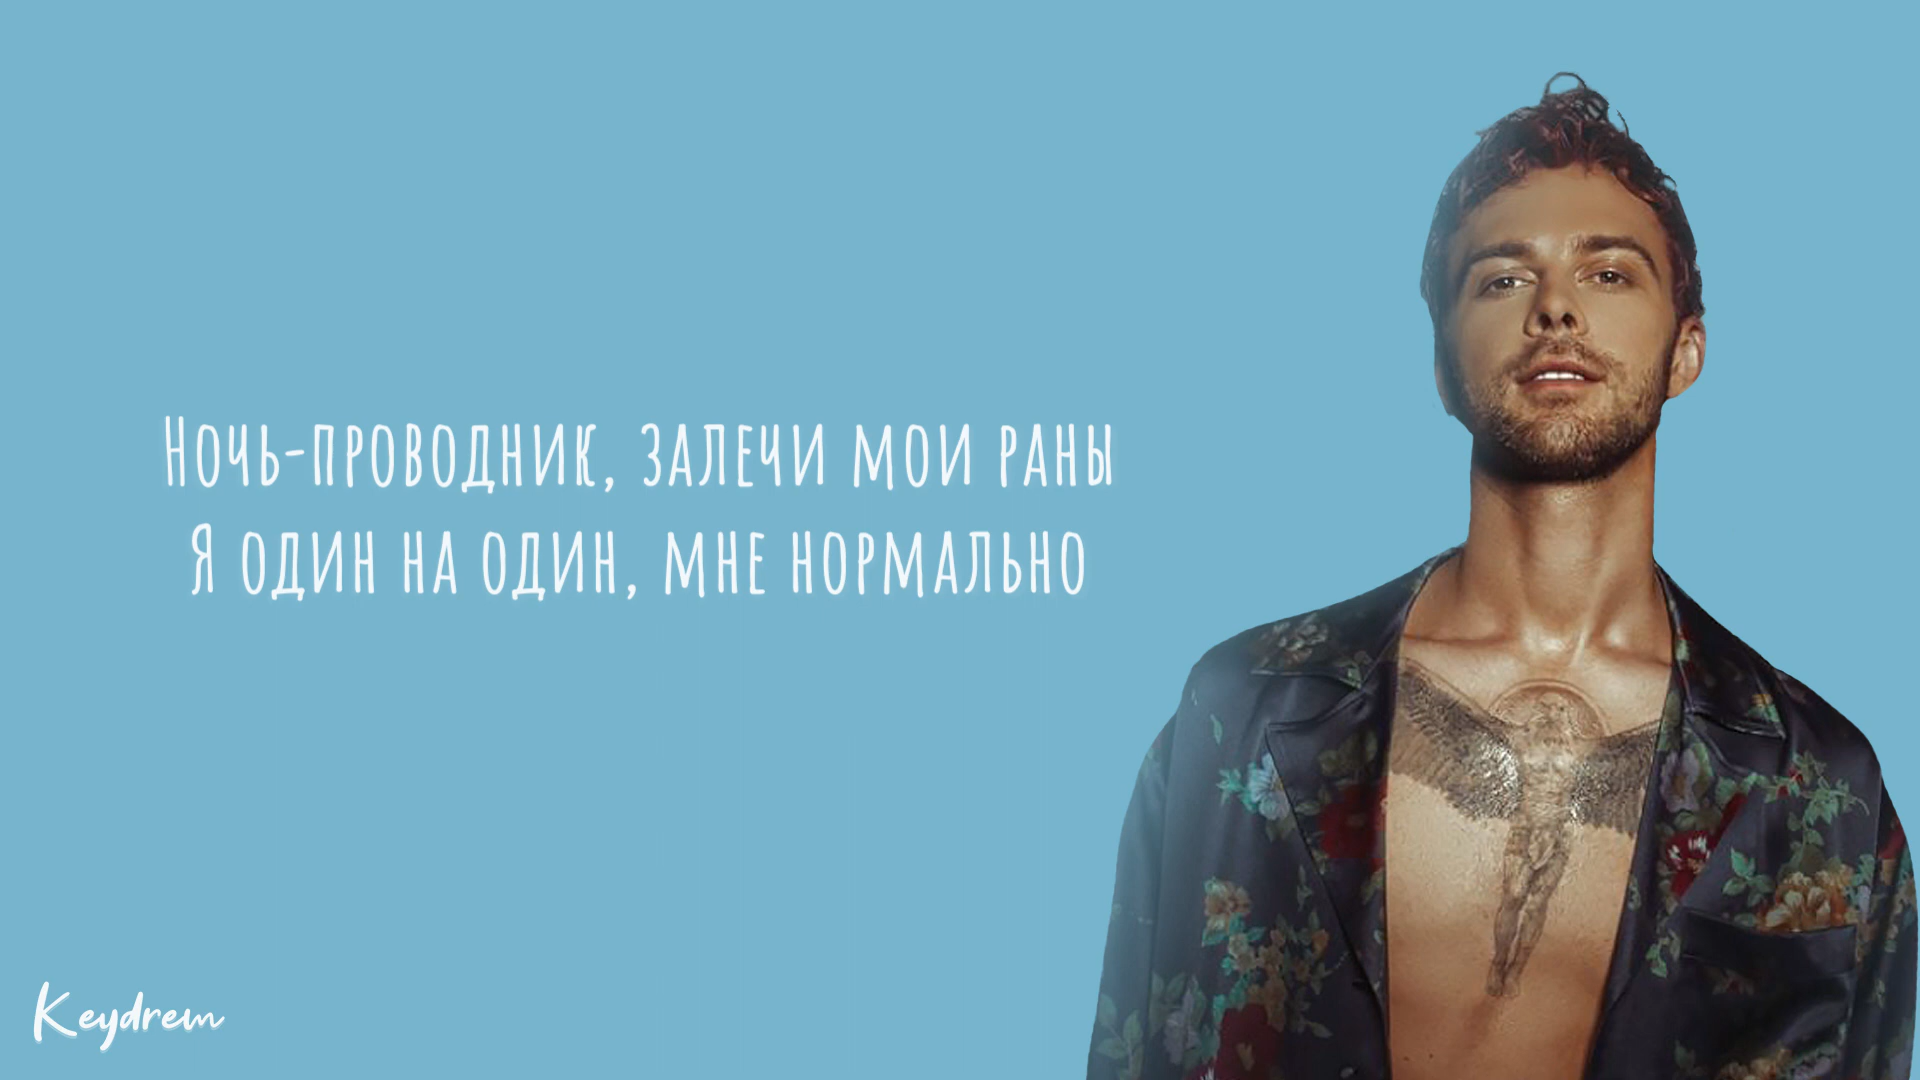 Ночь-проводник, залечи мои раны
Я один на один, мне нормально
Keydrem